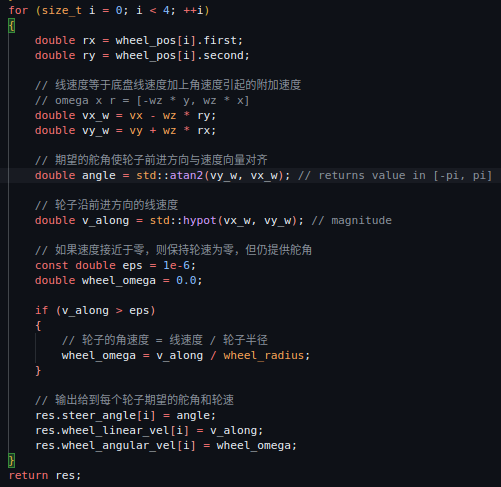 for (size_t i = 0; i < 4; ++i)
{
double rx = wheel_pos[i].first;
double ry = wheel_pos[i].second;
// 线速度等于底盘线速度加上角速度引起的附加速度
// omega x r = [-wz * y, wz * x]
double vx_w = vx - wz * ry;
double vy_w = vy + wz * rx;
// 期望的舵角使轮子前进方向与速度向量对齐
double angle = std::atan2(vy_w, vx_w); // returns value in [-pi, pi]
// 轮子沿前进方向的线速度
double v_along = std::hypot(vx_w, vy_w); // magnitude
// 如果速度接近于零，则保持轮速为零，但仍提供舵角
const double eps = 1e-6;
double wheel_omega = 0.0;
if (v_along > eps)
{
// 轮子的角速度 = 线速度 / 轮子半径
wheel_omega = v_along / wheel_radius;
}
// 输出给到每个轮子期望的舵角和轮速
res.steer_angle[i] = angle;
res.wheel_linear_vel[i] = v_along;
res.wheel_angular_vel[i] = wheel_omega;
}
return res;